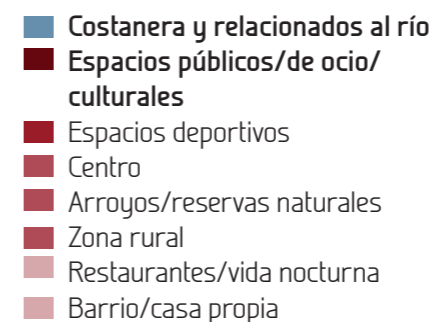 Costanera y relacionados al río
Espacios públicos/de ocio/
culturales
Espacios deportivos
Centro
Arroyos/reservas naturales
Zona rural
Restaurantes/vida nocturna
Barrio/casa propia